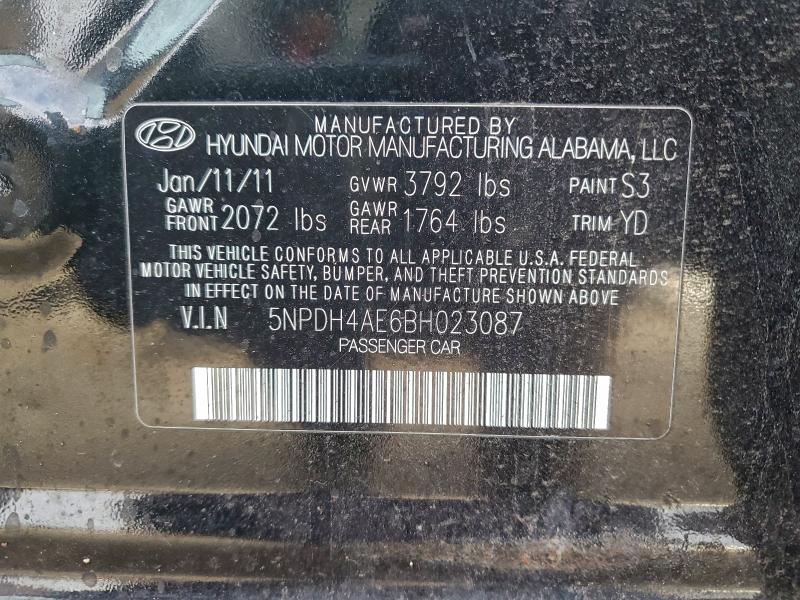 MANUFACTURED BY
HYUNDAI MOTOR MANUFACTURING ALABAMA, LLC
Jan/11/11 GVWR 3792 lbs PAINT S3
GAWR FRONT 2072 lbs GAWR REAR 1764 lbs TRIM YD
THIS VEHICLE CONFORMS TO ALL APPLICABLE U.S.A. FEDERAL
MOTOR VEHICLE SAFETY, BUMPER, AND THEFT PREVENTION STANDARDS
IN EFFECT ON THE DATE OF MANUFACTURE SHOWN ABOVE
V.I.N 5NPDH4AE6BH023087
PASSENGER CAR